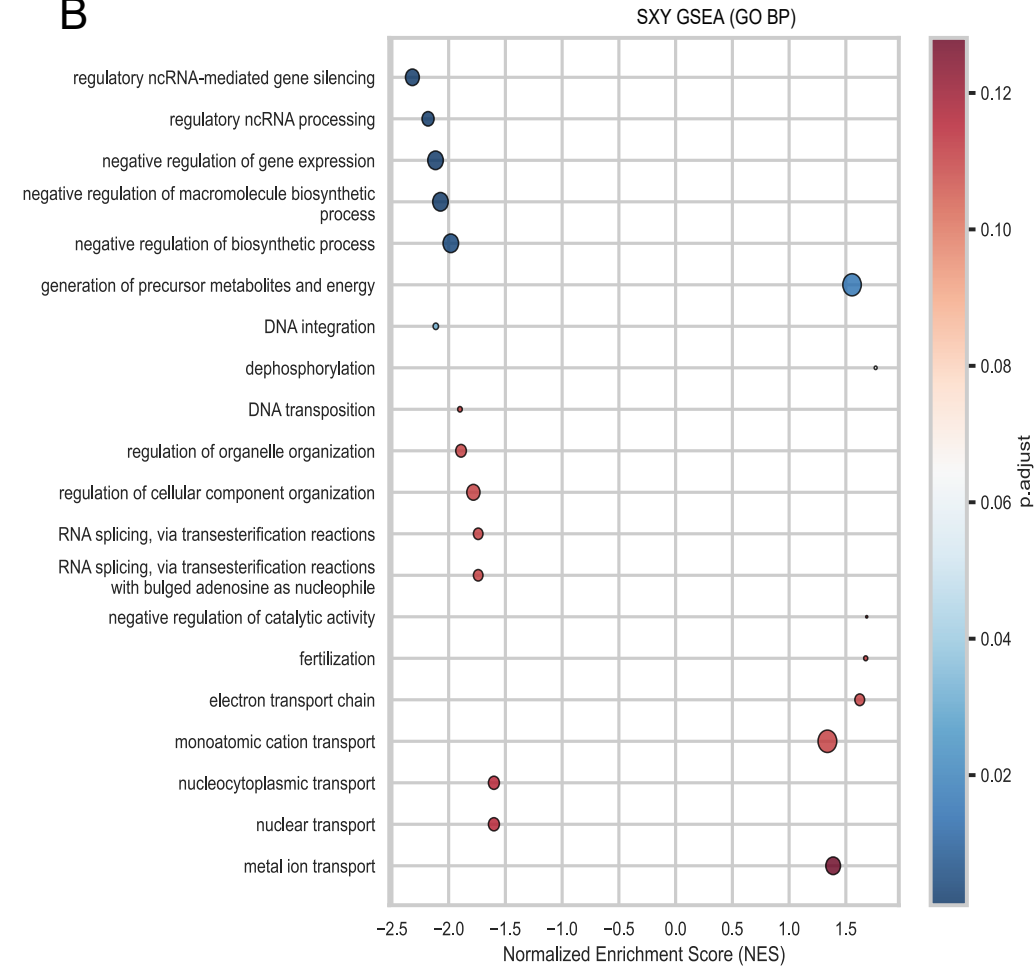 B
SXY GSEA (GO BP)
regulatory ncRNA-mediated gene silencing
regulatory ncRNA processing
negative regulation of gene expression
negative regulation of macromolecule biosynthetic
process
negative regulation of biosynthetic process
generation of precursor metabolites and energy
DNA integration
dephosphorylation
DNA transposition
regulation of organelle organization
regulation of cellular component organization
RNA splicing, via transesterification reactions
RNA splicing, via transesterification reactions
with bulged adenosine as nucleophile
negative regulation of catalytic activity
fertilization
electron transport chain
monoatomic cation transport
nucleocytoplasmic transport
nuclear transport
metal ion transport
−2.5 −2.0 −1.5 −1.0 −0.5 0.0 0.5 1.0 1.5
Normalized Enrichment Score (NES)
0.12
0.10
0.08
0.06
0.04
0.02
p.adjust